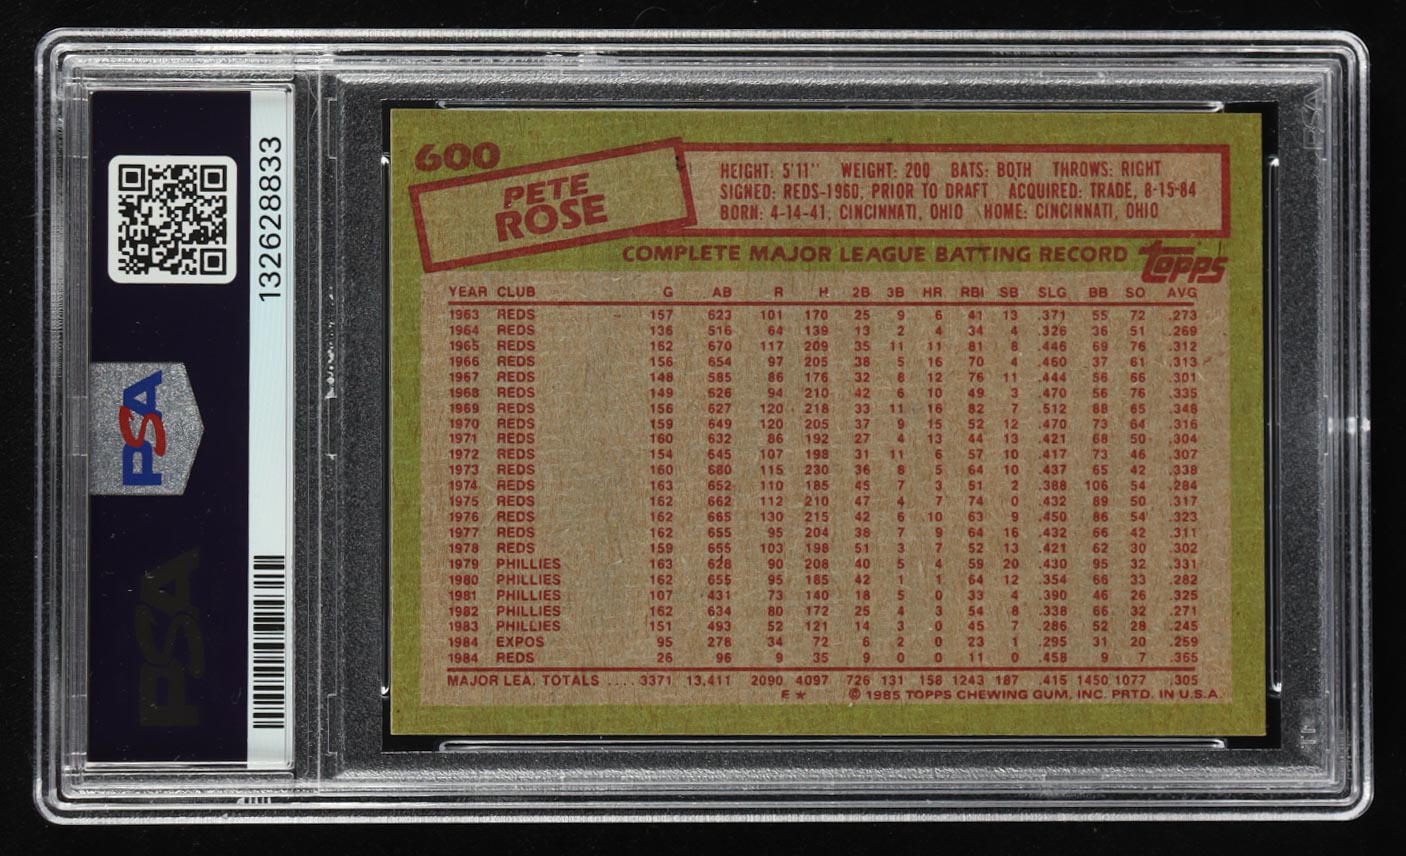 132628833
PSA
PSA
600
PETE
ROSE
HEIGHT: 5'11" WEIGHT: 200 BATS: BOTH THROWS: RIGHT
SIGNED: REDS-1960, PRIOR TO DRAFT ACQUIRED: TRADE, 8-15-84
BORN: 4-14-41, CINCINNATI, OHIO HOME: CINCINNATI, OHIO
COMPLETE MAJOR LEAGUE BATTING RECORD topps
YEAR CLUB G AB R H 2B 3B HR RBI SB SLG BB SO AVG
1963 REDS 157 623 101 170 25 9 6 41 13 .371 55 72 .273
1964 REDS 136 516 64 139 13 2 4 34 4 .326 36 51 .269
1965 REDS 162 670 117 209 35 11 11 81 8 .446 69 76 .312
1966 REDS 156 654 97 205 38 5 16 70 4 .460 37 61 .313
1967 REDS 148 585 86 176 32 8 12 76 11 .444 56 66 .301
1968 REDS 149 626 94 210 42 6 10 49 3 .470 56 76 .335
1969 REDS 156 627 120 218 33 11 16 82 7 .512 88 65 .348
1970 REDS 159 649 120 205 37 9 15 52 12 .470 73 64 .316
1971 REDS 160 632 86 192 27 4 13 44 13 .421 68 50 .304
1972 REDS 154 645 107 198 31 11 6 57 10 .417 73 46 .307
1973 REDS 160 680 115 230 36 8 5 64 10 .437 65 42 .338
1974 REDS 163 652 110 185 45 7 3 51 2 .388 106 54 .284
1975 REDS 162 662 112 210 47 4 7 74 0 .432 89 50 .317
1976 REDS 162 665 130 215 42 6 10 63 9 .450 86 54 .323
1977 REDS 162 655 95 204 38 7 9 64 16 .432 66 42 .311
1978 REDS 159 655 103 198 51 3 7 52 13 .421 62 30 .302
1979 PHILLIES 163 628 90 208 40 5 4 59 20 .430 95 32 .331
1980 PHILLIES 162 655 95 185 42 1 1 64 12 .354 66 33 .282
1981 PHILLIES 107 431 73 140 18 5 0 33 4 .390 46 26 .325
1982 PHILLIES 162 634 80 172 25 4 3 54 8 .338 66 32 .271
1983 PHILLIES 151 493 52 121 14 3 0 45 7 .286 52 28 .245
1984 EXPOS 95 278 34 72 6 2 0 23 1 .295 31 20 .259
1984 REDS 26 96 9 35 9 0 0 11 0 .458 9 7 .365
MAJOR LEA. TOTALS .... 3371 13,411 2090 4097 726 131 158 1243 187 .415 1450 1077 .305
F ★ © 1985 TOPPS CHEWING GUM, INC. PRTD. IN U.S.A.